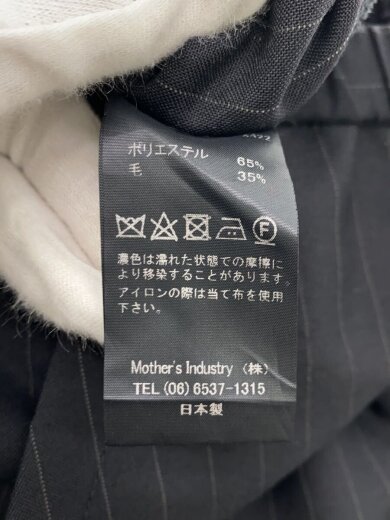 ポリエステル 65%
毛 35%
濃色は濡れた状態での摩擦に
より移染することがあります。
アイロンの際は当て布を使用
下さい。
Mother's Industry (株)
TEL (06) 6537-1315
日本製